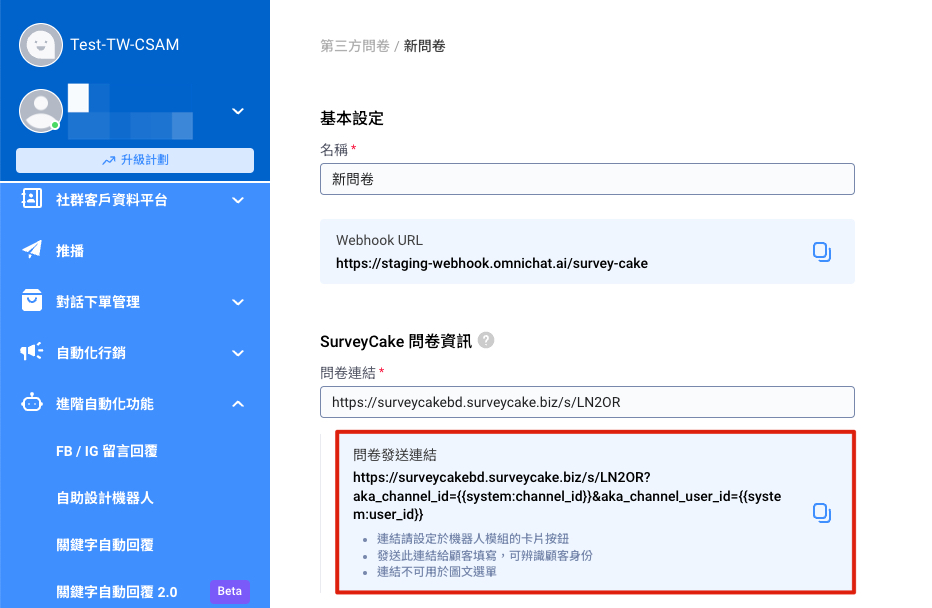 Test-TW-CSAM
升級計劃
社群客戶資料平台
推播
對話下單管理
自動化行銷
進階自動化功能
FB / IG 留言回覆
自助設計機器人
關鍵字自動回覆
關鍵字自動回覆 2.0 Beta
第三方問卷 / 新問卷
基本設定
名稱 *
新問卷
Webhook URL
https://staging-webhook.omnichat.ai/survey-cake
SurveyCake 問卷資訊 ?
問卷連結 *
https://surveycakebd.surveycake.biz/s/LN2OR
問卷發送連結
https://surveycakebd.surveycake.biz/s/LN2OR?
aka_channel_id={{system:channel_id}}&aka_channel_user_id={{syste
m:user_id}}
• 連結請設定於機器人模組的卡片按鈕
• 發送此連結給顧客填寫，可辨識顧客身份
• 連結不可用於圖文選單